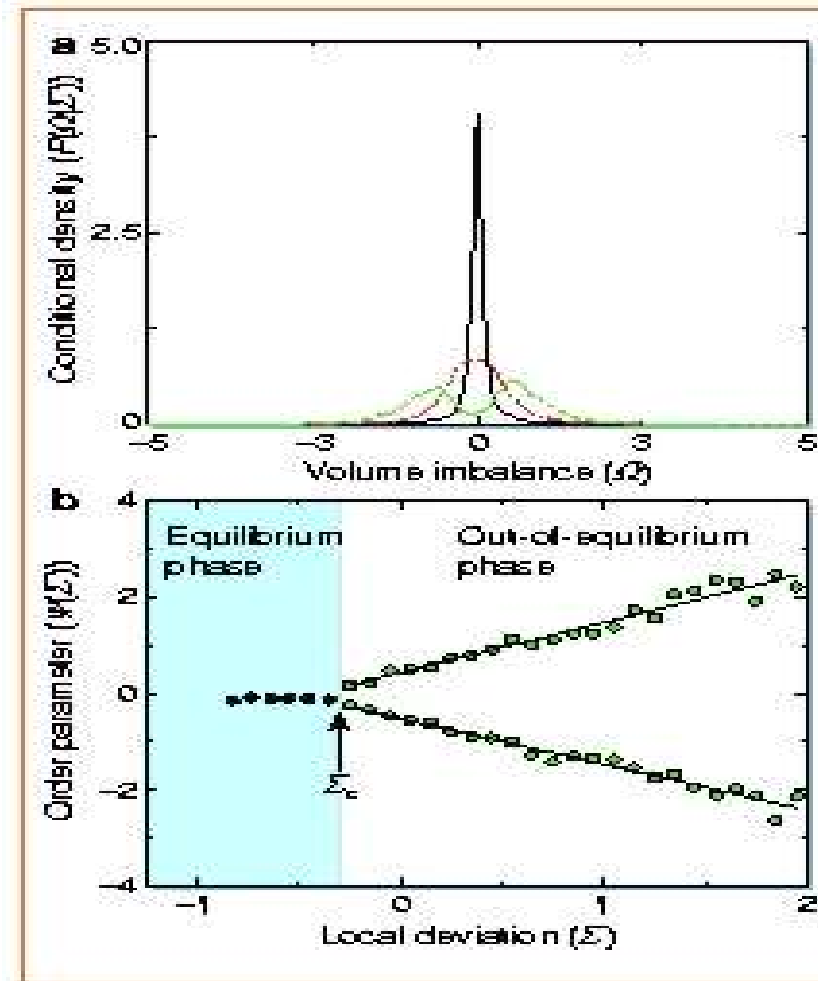 a
Conditional density (P(Ω|Σ))
5.0
2.5
0
−5
−3
0
3
5
Volume imbalance (Ω)
b
Order parameter (Ψ(Σ))
4
2
0
−2
−4
Equilibrium
phase
Out-of-equilibrium
phase
Σc
−1
0
1
2
Local deviation (Σ)